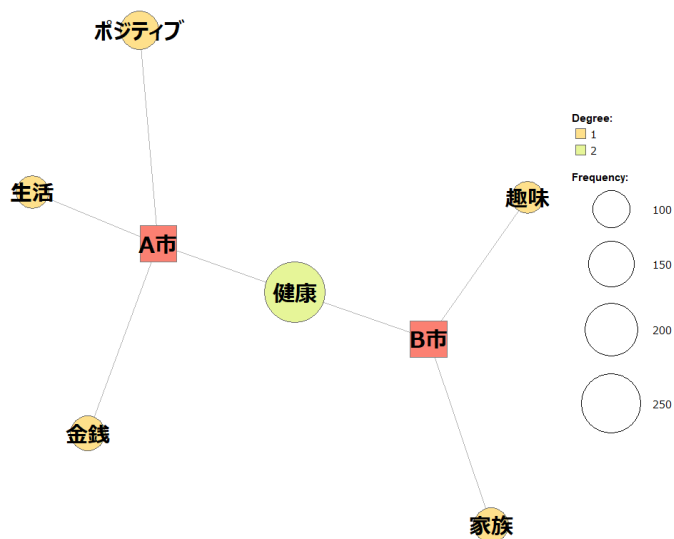 ポジティブ
生活
A市
健康
金銭
趣味
B市
家族
Degree:
1
2
Frequency:
100
150
200
250